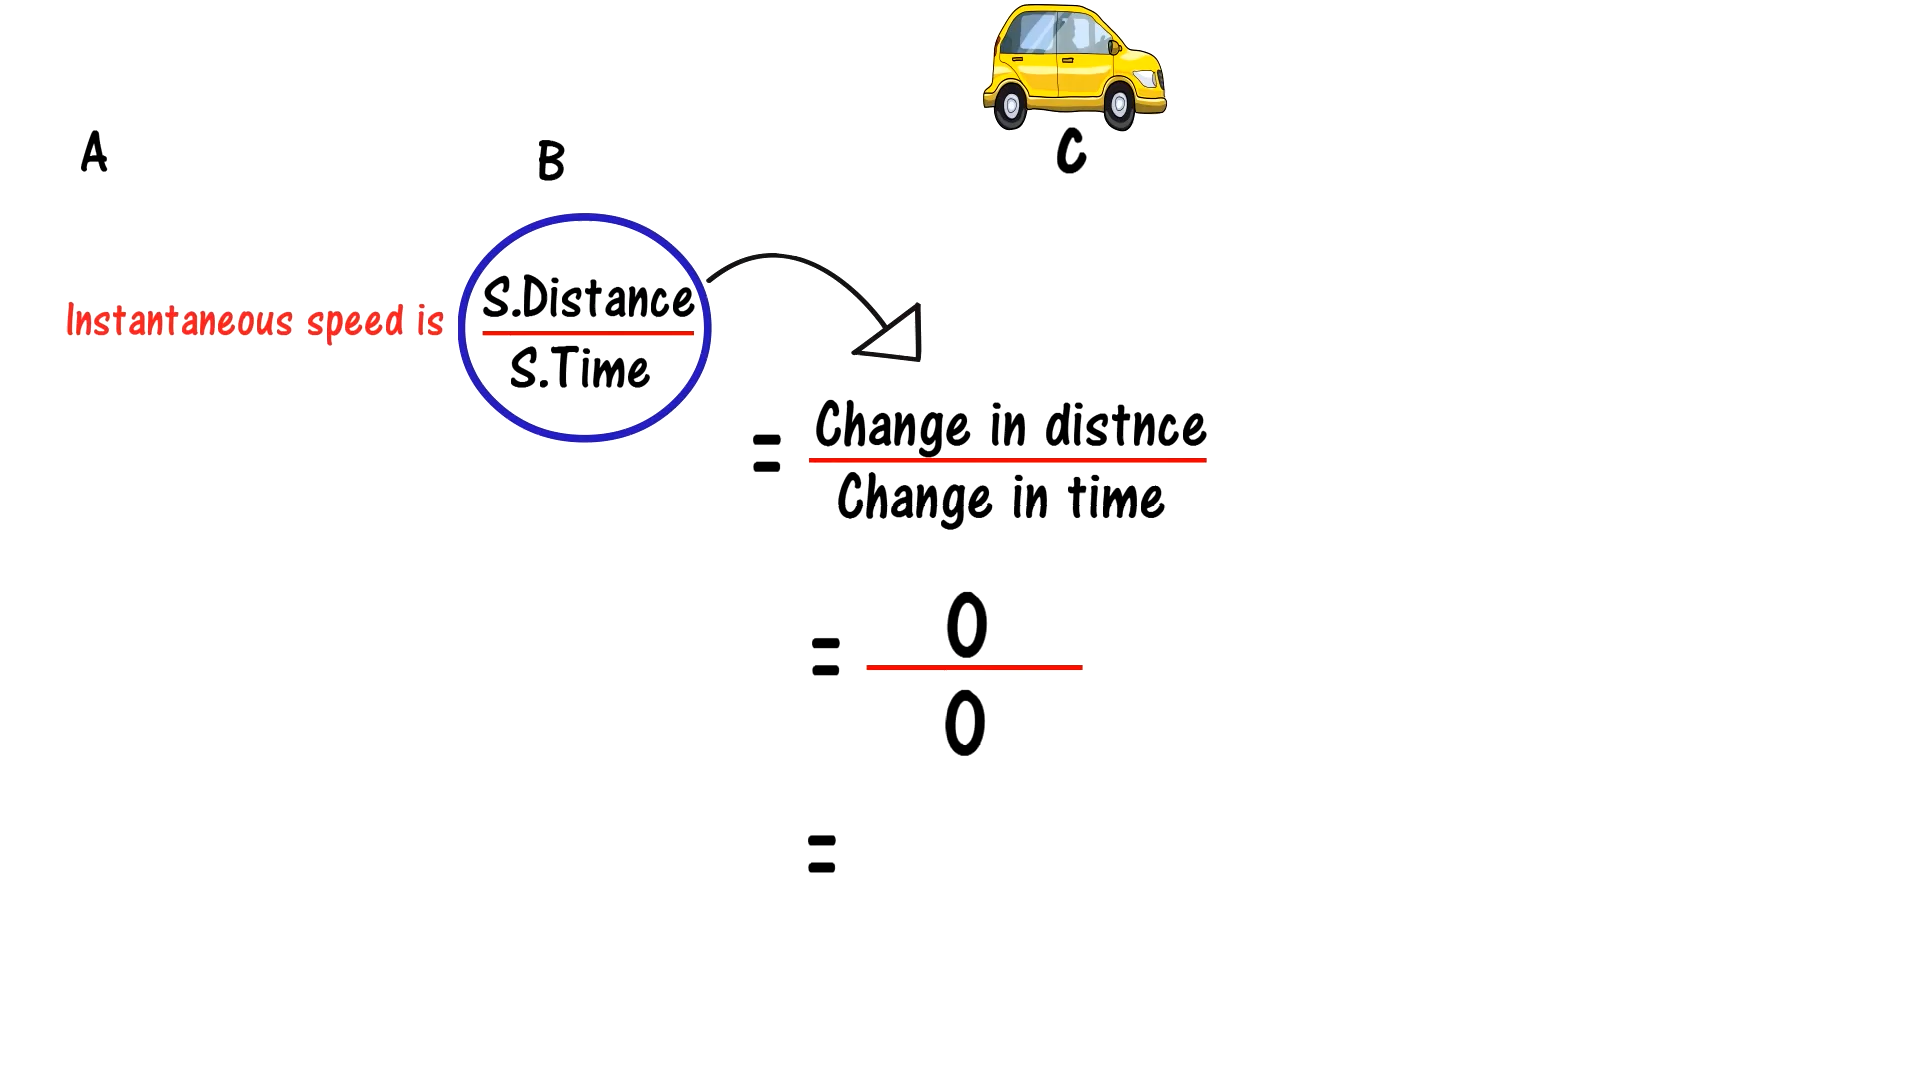 A B C
Instantaneous speed is S.Distance
S.Time
= Change in distnce
Change in time
= 0
0
=